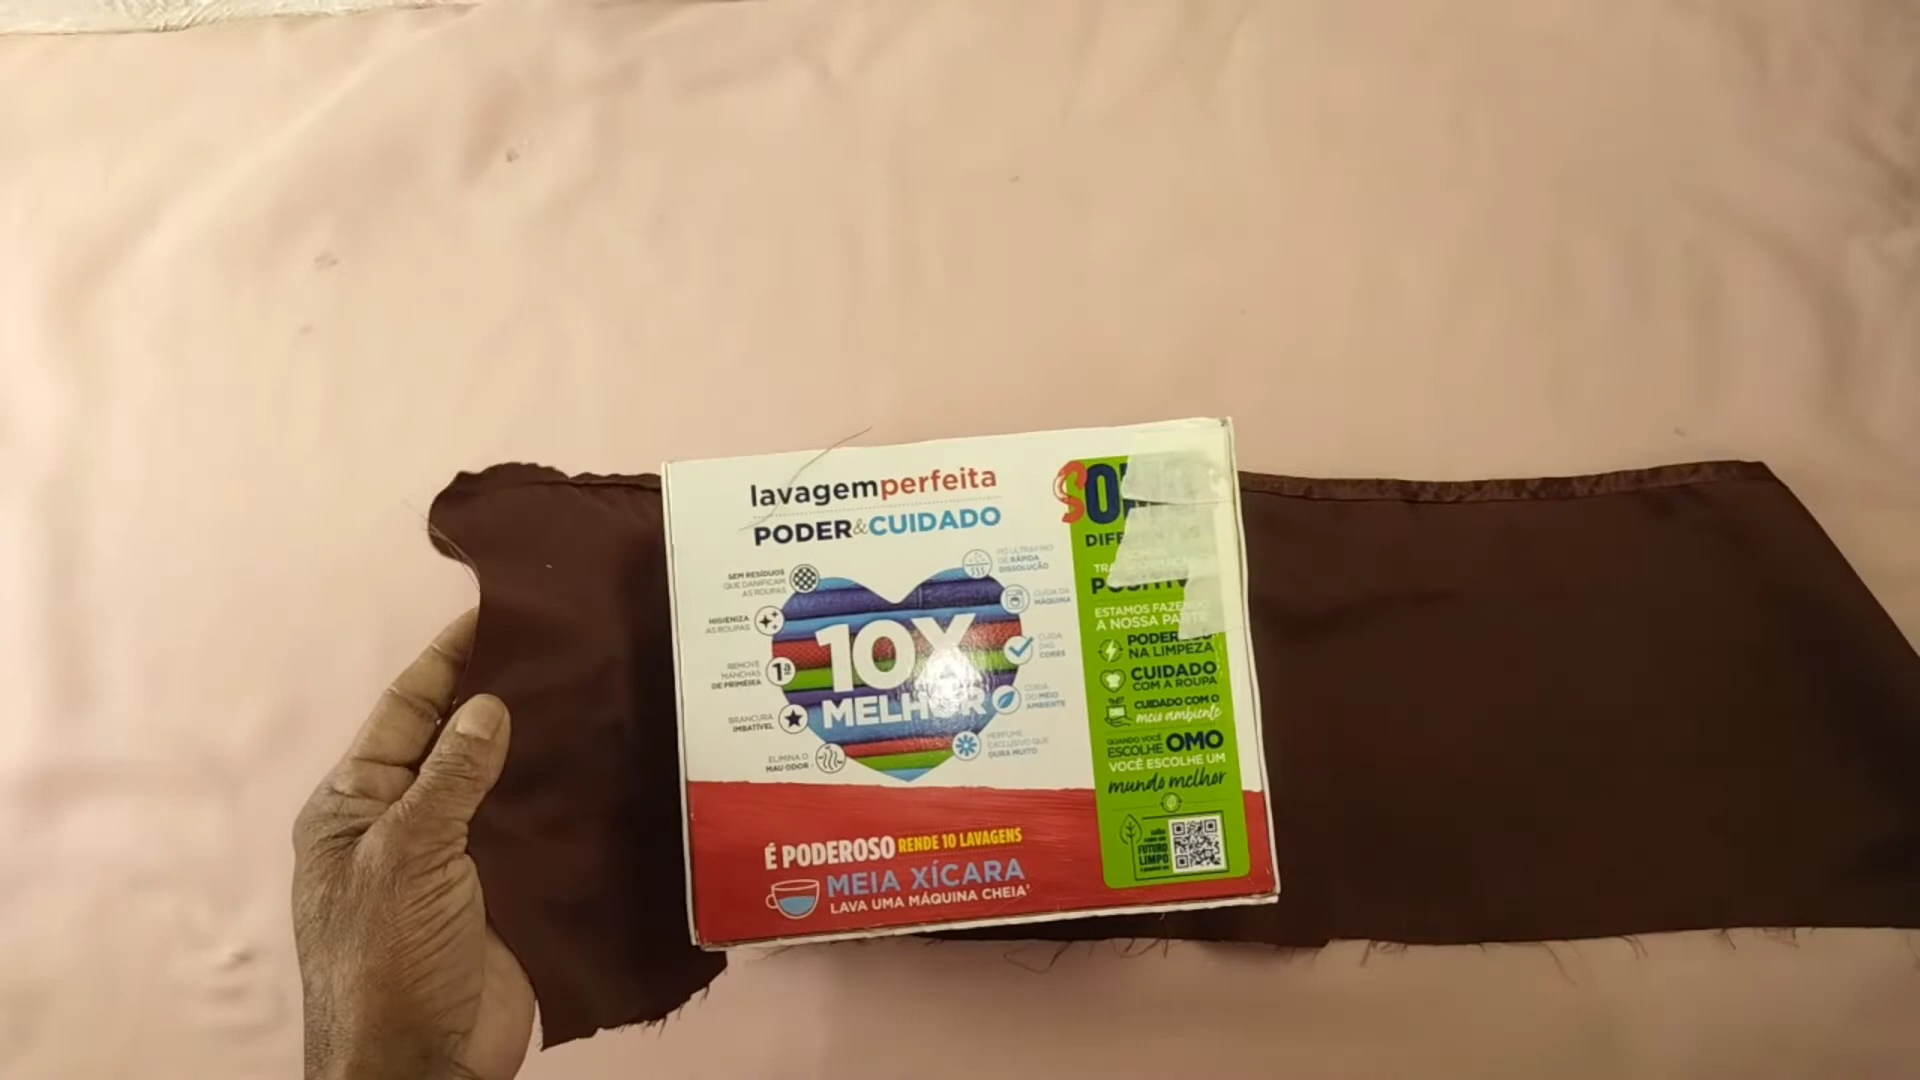 lavagemperfeita
PODER&CUIDADO
SEM RESÍDUOS
QUE DANIFICAM
AS ROUPAS
HIGIENIZA
AS ROUPAS
REMOVE
MANCHAS
DE PRIMEIRA
1ª
BRANCURA
IMBATÍVEL
ELIMINA O
MAU ODOR
10X
MELHOR
PÓ ULTRAFINO
DE RÁPIDA
DISSOLUÇÃO
CUIDA DA
MÁQUINA
CUIDA
DAS
CORES
CUIDA
DO MEIO
AMBIENTE
PERFUME
EXCLUSIVO QUE
DURA MUITO
É PODEROSO RENDE 10 LAVAGENS
MEIA XÍCARA
LAVA UMA MÁQUINA CHEIA¹
ESTAMOS FAZENDO
A NOSSA PARTE
PODEROSO
NA LIMPEZA
CUIDADO
COM A ROUPA
CUIDADO COM O
meio ambiente
QUANDO VOCÊ
ESCOLHE OMO
VOCÊ ESCOLHE UM
mundo melhor
FUTURO
LIMPO